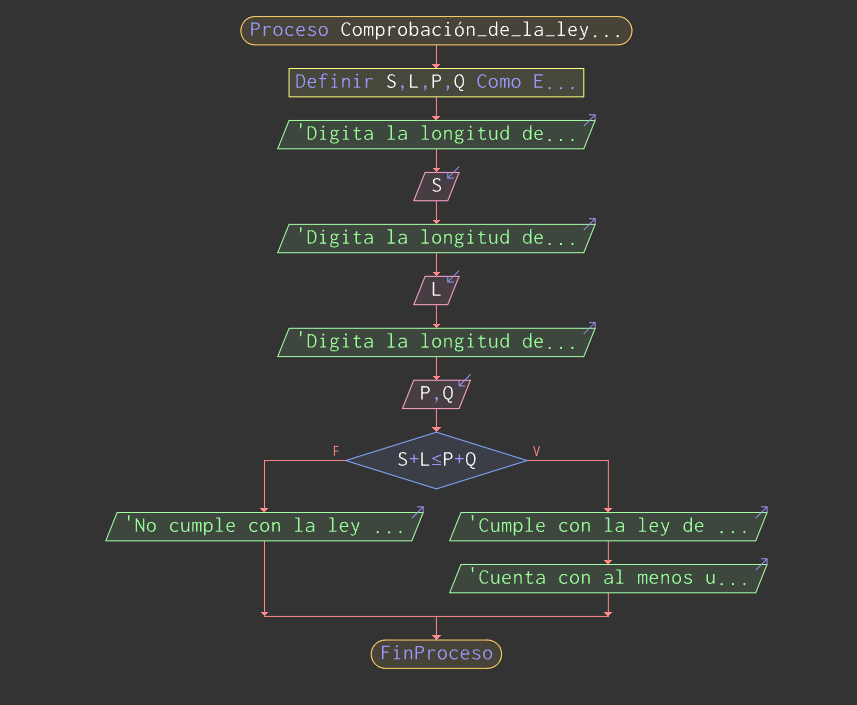 Proceso Comprobación_de_la_ley...
Definir S,L,P,Q Como E...
'Digita la longitud de...
S
'Digita la longitud de...
L
'Digita la longitud de...
P,Q
F
S+L≤P+Q
V
'No cumple con la ley ...
'Cumple con la ley de ...
'Cuenta con al menos u...
FinProceso